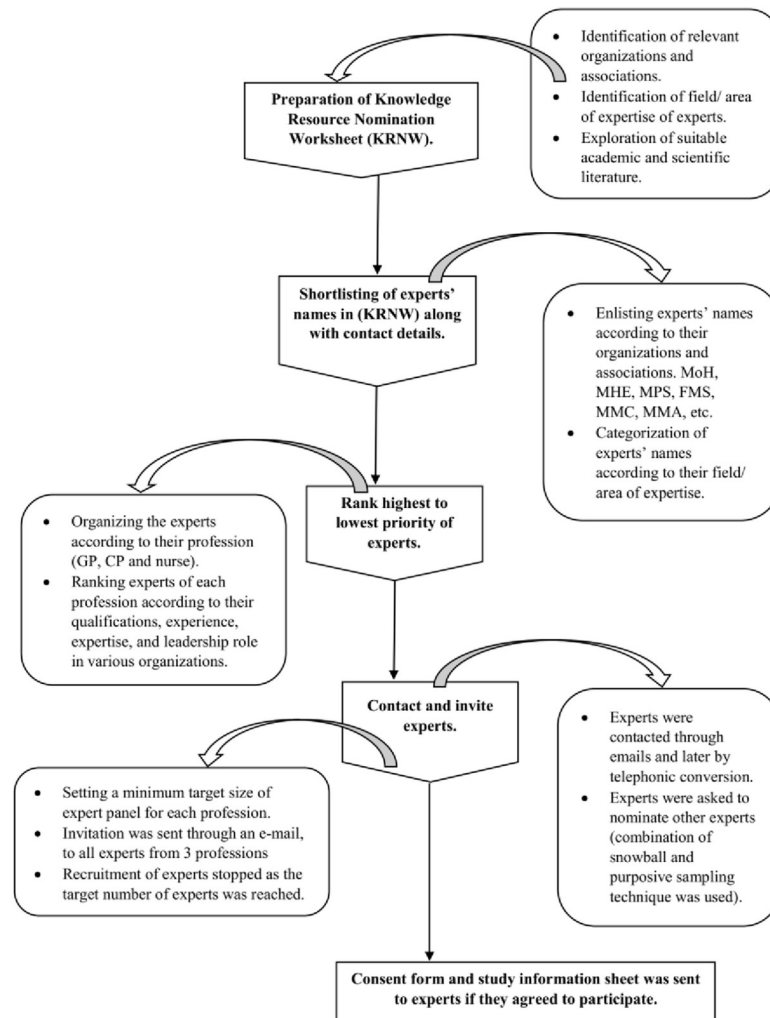 • Identification of relevant
organizations and
associations.
• Identification of field/ area
of expertise of experts.
• Exploration of suitable
academic and scientific
literature.
Preparation of Knowledge
Resource Nomination
Worksheet (KRNW).
Shortlisting of experts'
names in (KRNW) along
with contact details.
• Enlisting experts' names
according to their
organizations and
associations. MoH,
MHE, MPS, FMS,
MMC, MMA, etc.
• Categorization of
experts' names
according to their field/
area of expertise.
Rank highest to
lowest priority of
experts.
• Organizing the experts
according to their profession
(GP, CP and nurse).
• Ranking experts of each
profession according to their
qualifications, experience,
expertise, and leadership role
in various organizations.
Contact and invite
experts.
• Experts were
contacted through
emails and later by
telephonic conversion.
• Experts were asked to
nominate other experts
(combination of
snowball and
purposive sampling
technique was used).
• Setting a minimum target size of
expert panel for each profession.
• Invitation was sent through an e-mail,
to all experts from 3 professions
• Recruitment of experts stopped as the
target number of experts was reached.
Consent form and study information sheet was sent
to experts if they agreed to participate.